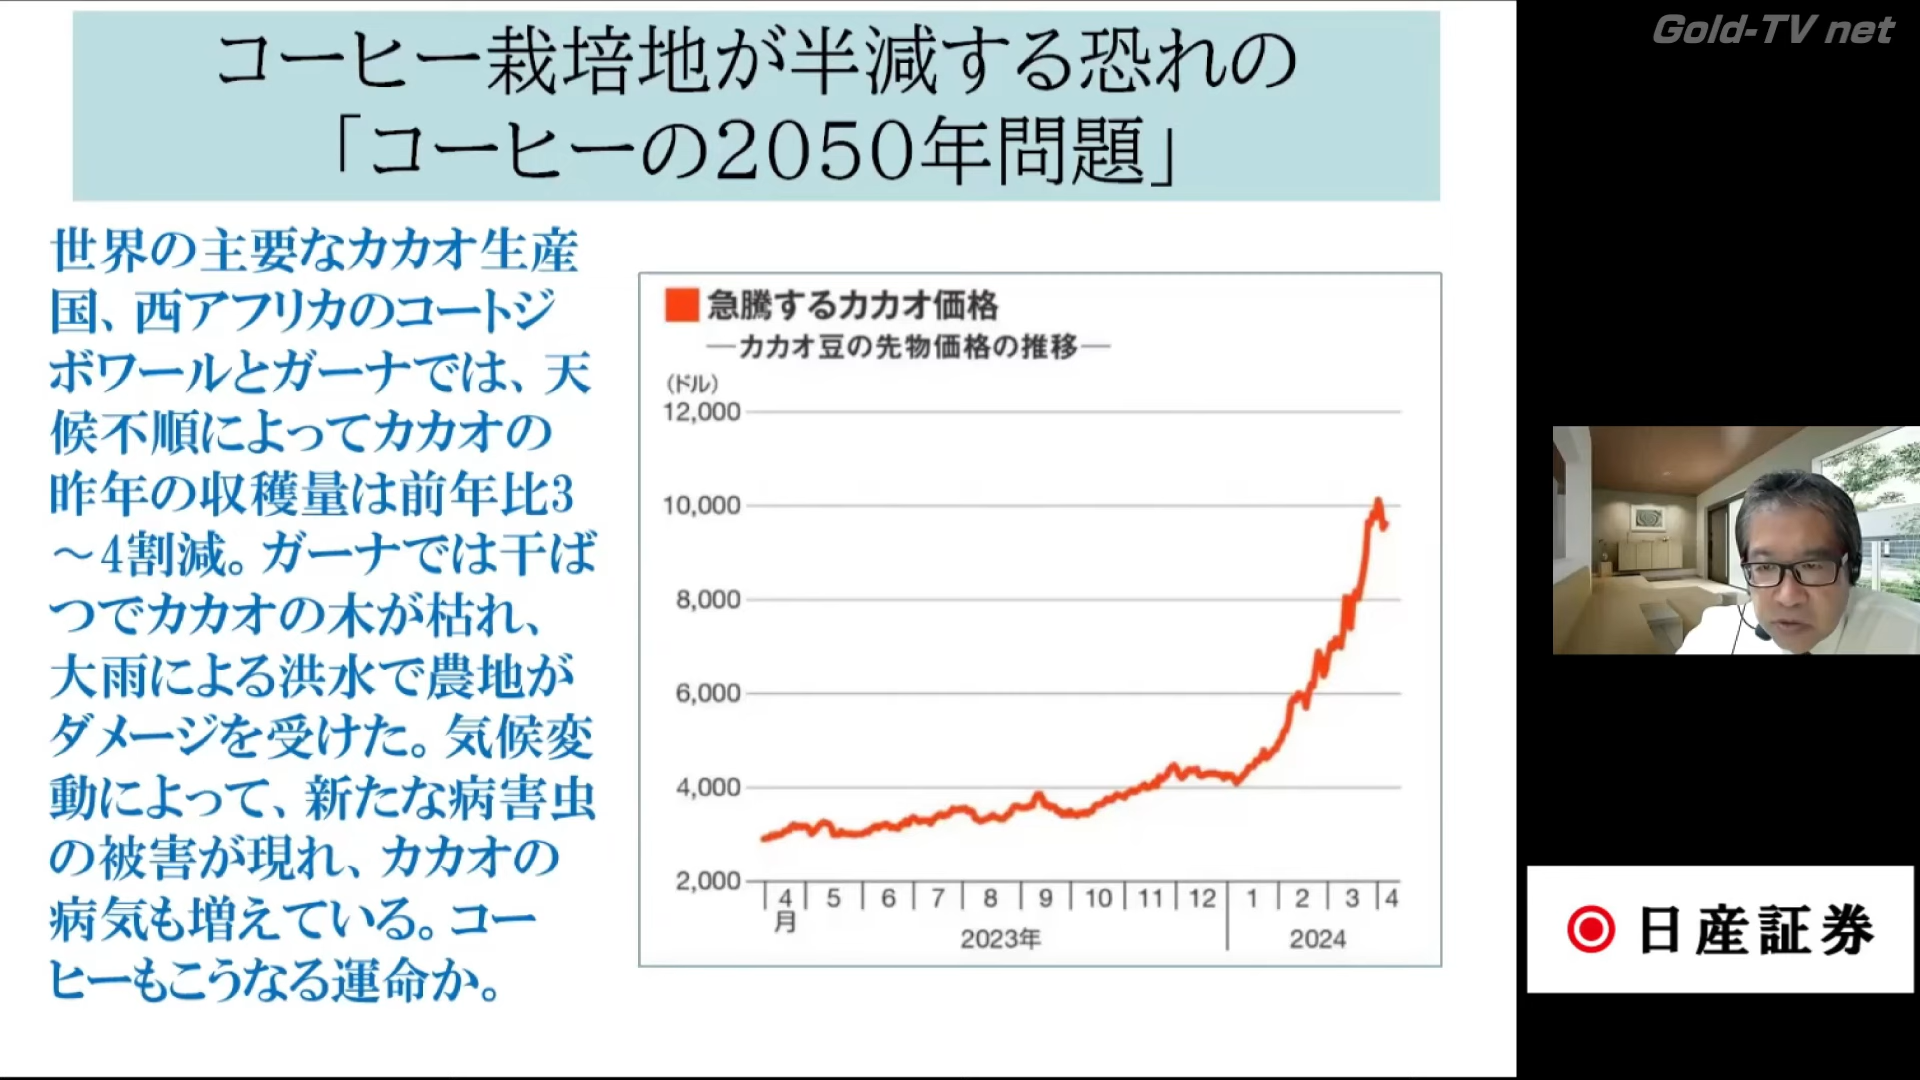 Gold-TV net
コーヒー栽培地が半減する恐れの
「コーヒーの2050年問題」
世界の主要なカカオ生産
国、西アフリカのコートジ
ボワールとガーナでは、天
候不順によってカカオの
昨年の収穫量は前年比3
～4割減。ガーナでは干ば
つでカカオの木が枯れ、
大雨による洪水で農地が
ダメージを受けた。気候変
動によって、新たな病害虫
の被害が現れ、カカオの
病気も増えている。コー
ヒーもこうなる運命か。
急騰するカカオ価格
―カカオ豆の先物価格の推移―
（ドル）
12,000
10,000
8,000
6,000
4,000
2,000
4 5 6 7 8 9 10 11 12 1 2 3 4
月
2023年 2024
日産証券